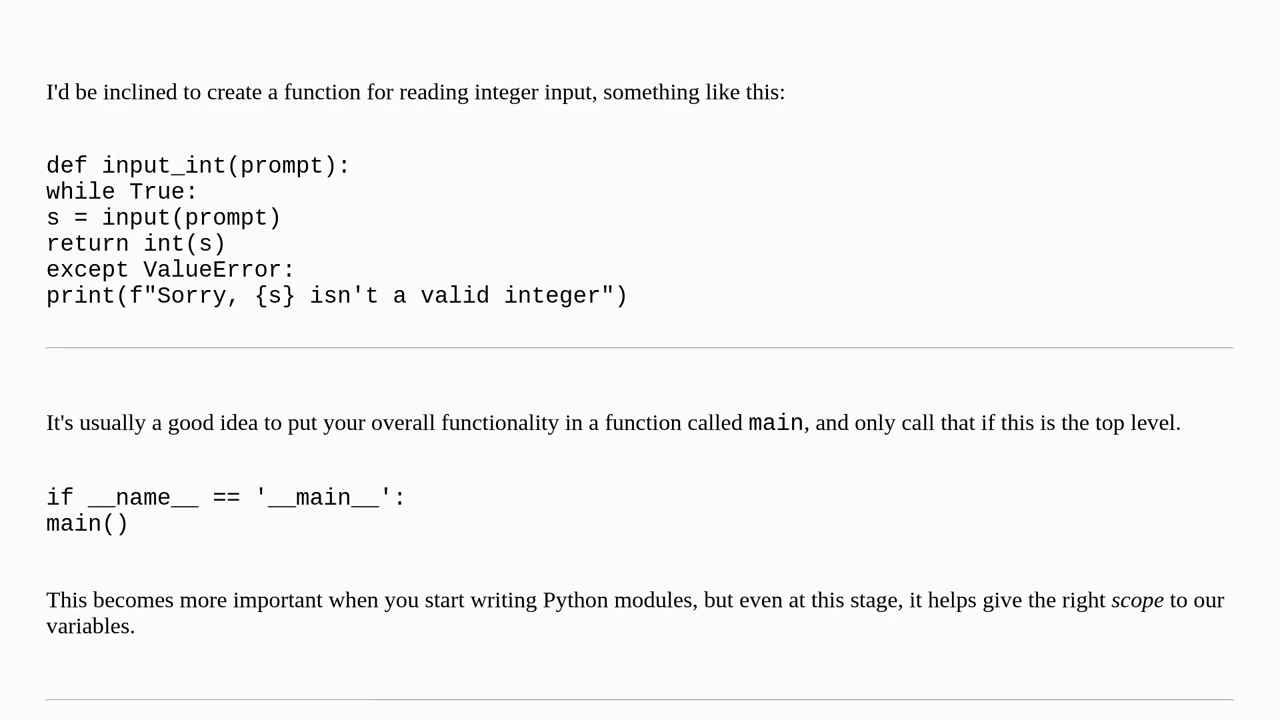 I'd be inclined to create a function for reading integer input, something like this:
def input_int(prompt):
while True:
s = input(prompt)
return int(s)
except ValueError:
print(f"Sorry, {s} isn't a valid integer")
It's usually a good idea to put your overall functionality in a function called main, and only call that if this is the top level.
if __name__ == '__main__':
main()
This becomes more important when you start writing Python modules, but even at this stage, it helps give the right scope to our
variables.